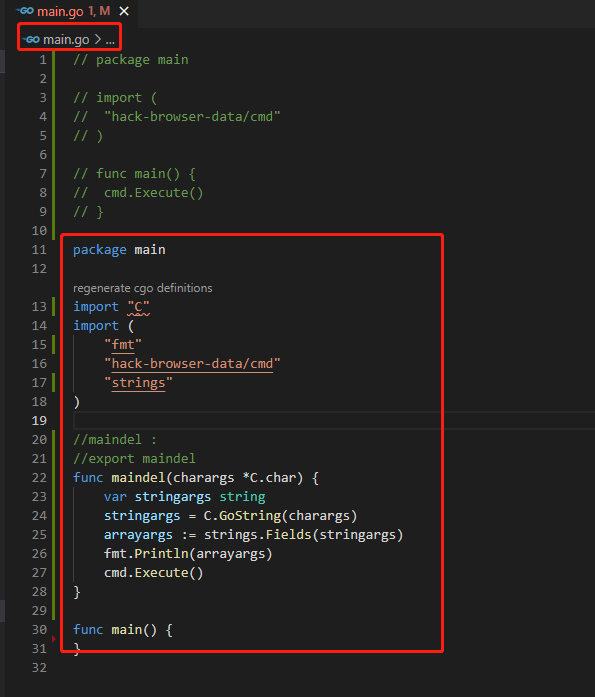 GO main.go 1, M ×
GO main.go > ...
1 // package main
2
3 // import (
4 //  "hack-browser-data/cmd"
5 // )
6
7 // func main() {
8 //  cmd.Execute()
9 // }
10
11 package main
12
regenerate cgo definitions
13 import "C"
14 import (
15     "fmt"
16     "hack-browser-data/cmd"
17     "strings"
18 )
19
20 //maindel :
21 //export maindel
22 func maindel(charargs *C.char) {
23     var stringargs string
24     stringargs = C.GoString(charargs)
25     arrayargs := strings.Fields(stringargs)
26     fmt.Println(arrayargs)
27     cmd.Execute()
28 }
29
30 func main() {
31 }
32